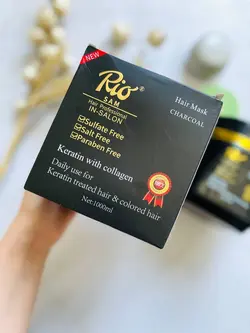 NEW
Rio
SAM
Hair Professional
IN-SALON
Sulfate Free
Salt Free
Paraben Free
Hair Mask
CHARCOAL
Keratin with collagen
Daily use for
Keratin treated hair & colored hair
Net:1000ml